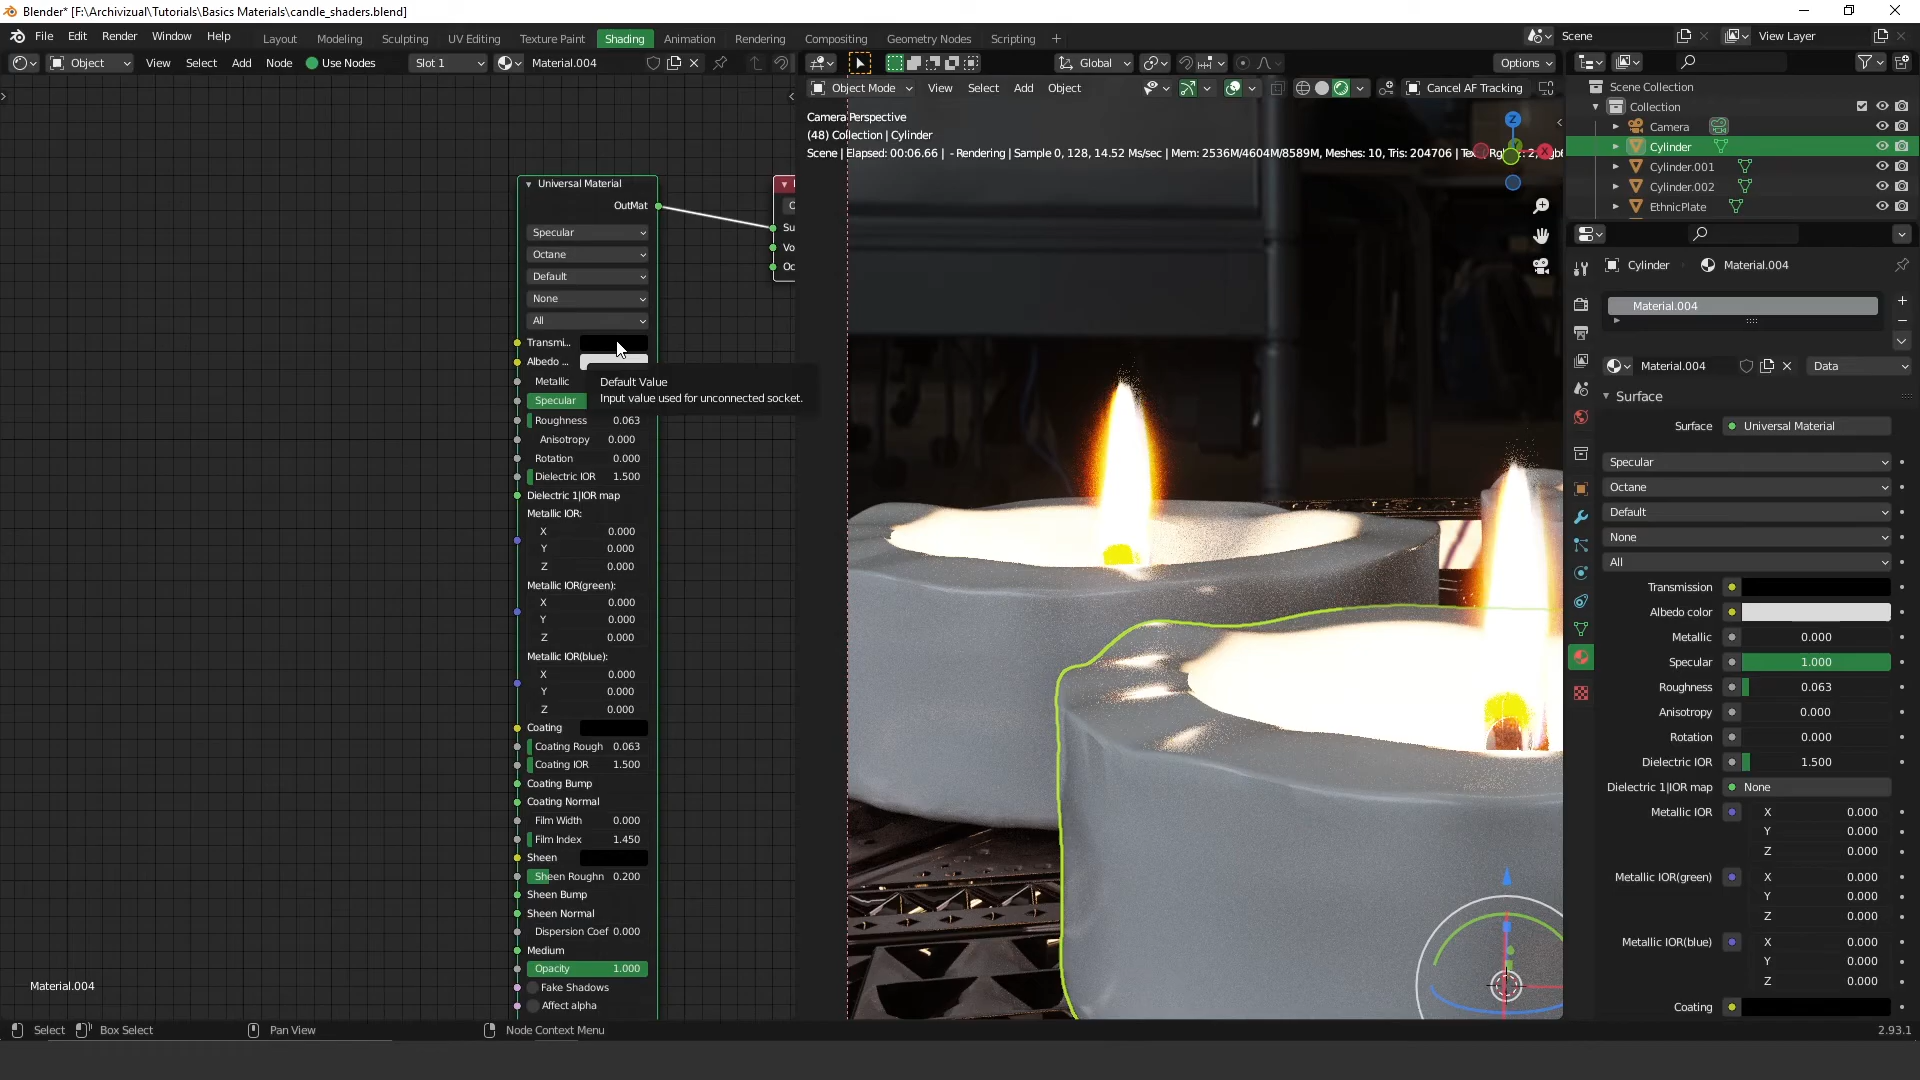 Blender* [F:\Archivizual\Tutorials\Basics Materials\candle_shaders.blend]
File Edit Render Window Help
Layout Modeling Sculpting UV Editing Texture Paint Shading Animation Rendering Compositing Geometry Nodes Scripting +
Scene
View Layer
Object View Select Add Node Use Nodes Slot 1 Material.004
Global
Options
Object Mode View Select Add Object
Cancel AF Tracking
Camera Perspective
(48) Collection | Cylinder
Scene | Elapsed: 00:06.66 | - Rendering | Sample 0, 128, 14.52 Ms/sec | Mem: 2536M/4604M/8589M, Meshes: 10, Tris: 204706 |
Z
X
Universal Material
OutMat
Specular
Octane
Default
None
All
Transmi...
Albedo ...
Metallic
Specular
Roughness 0.063
Anisotropy 0.000
Rotation 0.000
Dielectric IOR 1.500
Dielectric 1|IOR map
Metallic IOR:
X 0.000
Y 0.000
Z 0.000
Metallic IOR(green):
X 0.000
Y 0.000
Z 0.000
Metallic IOR(blue):
X 0.000
Y 0.000
Z 0.000
Coating
Coating Rough 0.063
Coating IOR 1.500
Coating Bump
Coating Normal
Film Width 0.000
Film Index 1.450
Sheen
Sheen Roughn 0.200
Sheen Bump
Sheen Normal
Dispersion Coef 0.000
Medium
Opacity 1.000
Fake Shadows
Affect alpha
Su
Vo
Oc
Default Value
Input value used for unconnected socket.
Material.004
Scene Collection
Collection
Camera
Cylinder
Cylinder.001
Cylinder.002
EthnicPlate
Cylinder Material.004
Material.004
Material.004 Data
Surface
Surface Universal Material
Specular
Octane
Default
None
All
Transmission
Albedo color
Metallic 0.000
Specular 1.000
Roughness 0.063
Anisotropy 0.000
Rotation 0.000
Dielectric IOR 1.500
Dielectric 1|IOR map None
Metallic IOR X 0.000
Y 0.000
Z 0.000
Metallic IOR(green) X 0.000
Y 0.000
Z 0.000
Metallic IOR(blue) X 0.000
Y 0.000
Z 0.000
Coating
Select Box Select Pan View Node Context Menu
2.93.1